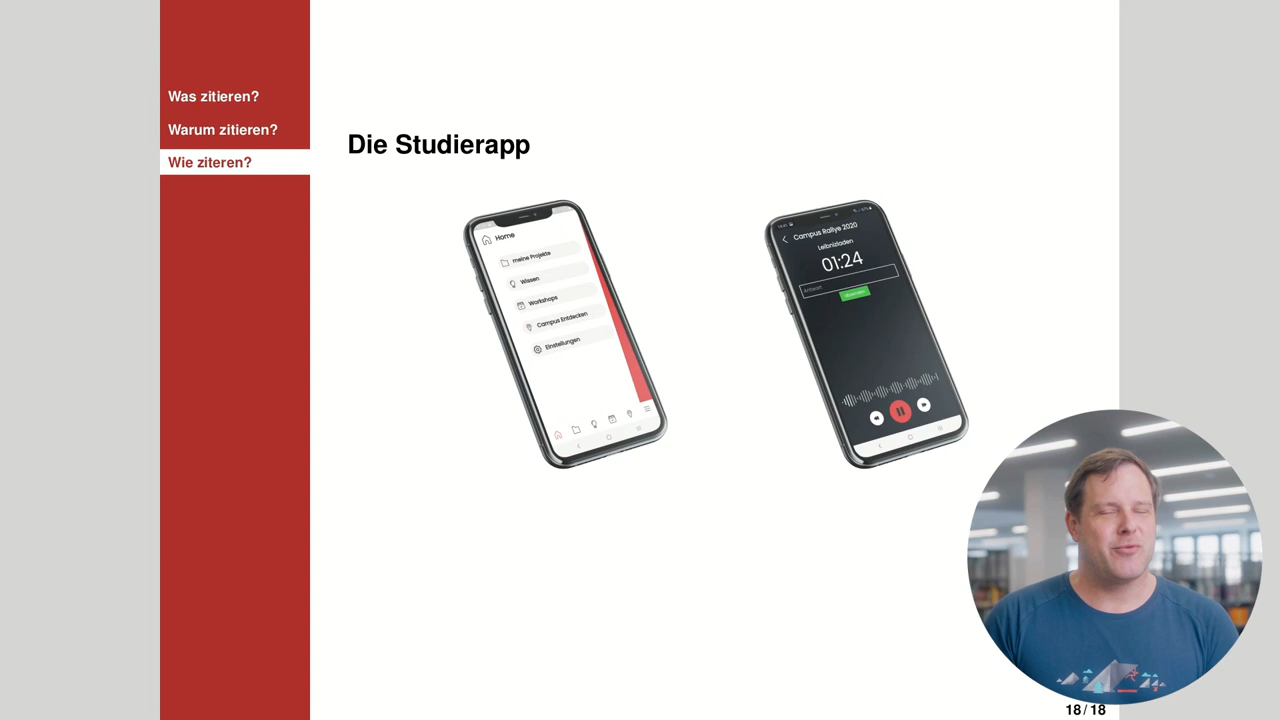 Was zitieren?
Warum zitieren?
Wie ziteren?
Die Studierapp
Home
meine Projekte
Wissen
Workshops
Campus Entdecken
Einstellungen
Campus Rallye 2020
Leibnizladen
01:24
Antwort
18 / 18